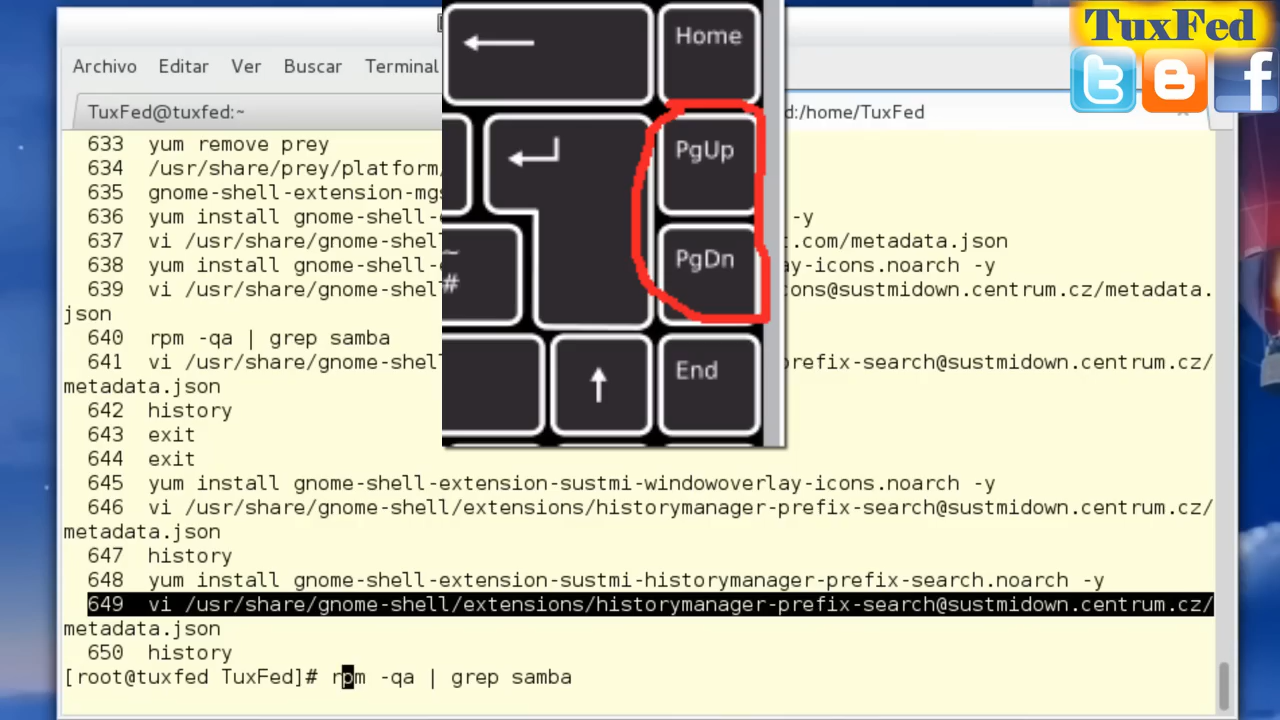 TuxFed
Archivo Editar Ver Buscar Terminal
TuxFed@tuxfed:~
d:/home/TuxFed
Home
PgUp
PgDn
End
~
#
633 yum remove prey
634 /usr/share/prey/platform/
635 gnome-shell-extension-mgs
636 yum install gnome-shell- -y
637 vi /usr/share/gnome-shell t.com/metadata.json
638 yum install gnome-shell- lay-icons.noarch -y
639 vi /usr/share/gnome-shell cons@sustmidown.centrum.cz/metadata.
json
640 rpm -qa | grep samba
641 vi /usr/share/gnome-shell prefix-search@sustmidown.centrum.cz/
metadata.json
642 history
643 exit
644 exit
645 yum install gnome-shell-extension-sustmi-windowoverlay-icons.noarch -y
646 vi /usr/share/gnome-shell/extensions/historymanager-prefix-search@sustmidown.centrum.cz/
metadata.json
647 history
648 yum install gnome-shell-extension-sustmi-historymanager-prefix-search.noarch -y
649 vi /usr/share/gnome-shell/extensions/historymanager-prefix-search@sustmidown.centrum.cz/
metadata.json
650 history
[root@tuxfed TuxFed]# rpm -qa | grep samba